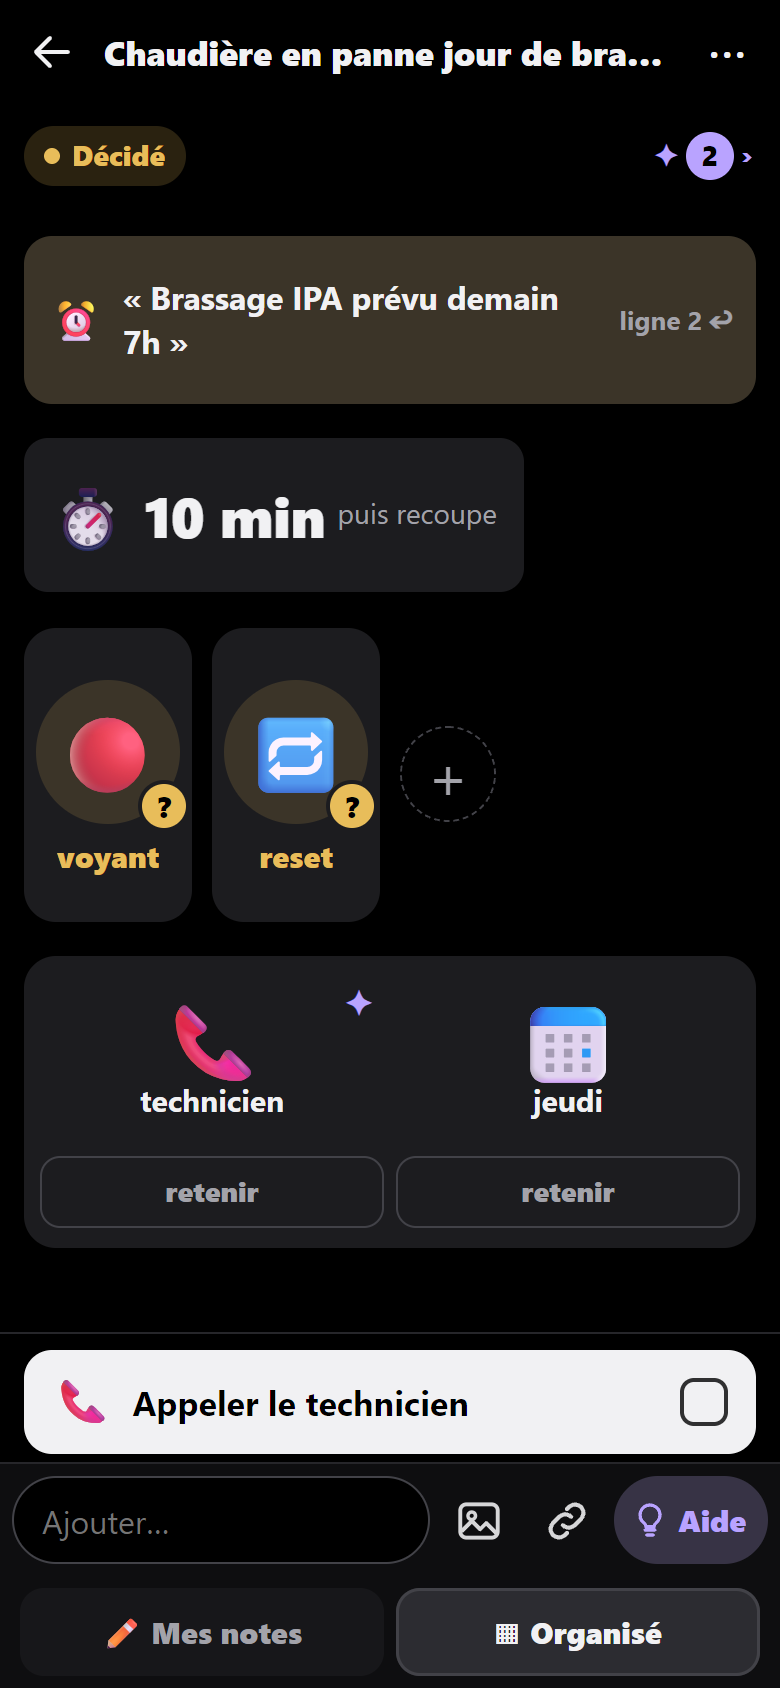 Chaudière en panne jour de bra...
Décidé
2
« Brassage IPA prévu demain
7h »
ligne 2
10 min puis recoupe
?
?
voyant
reset
technicien
jeudi
retenir
retenir
Appeler le technicien
Ajouter...
Aide
Mes notes
Organisé